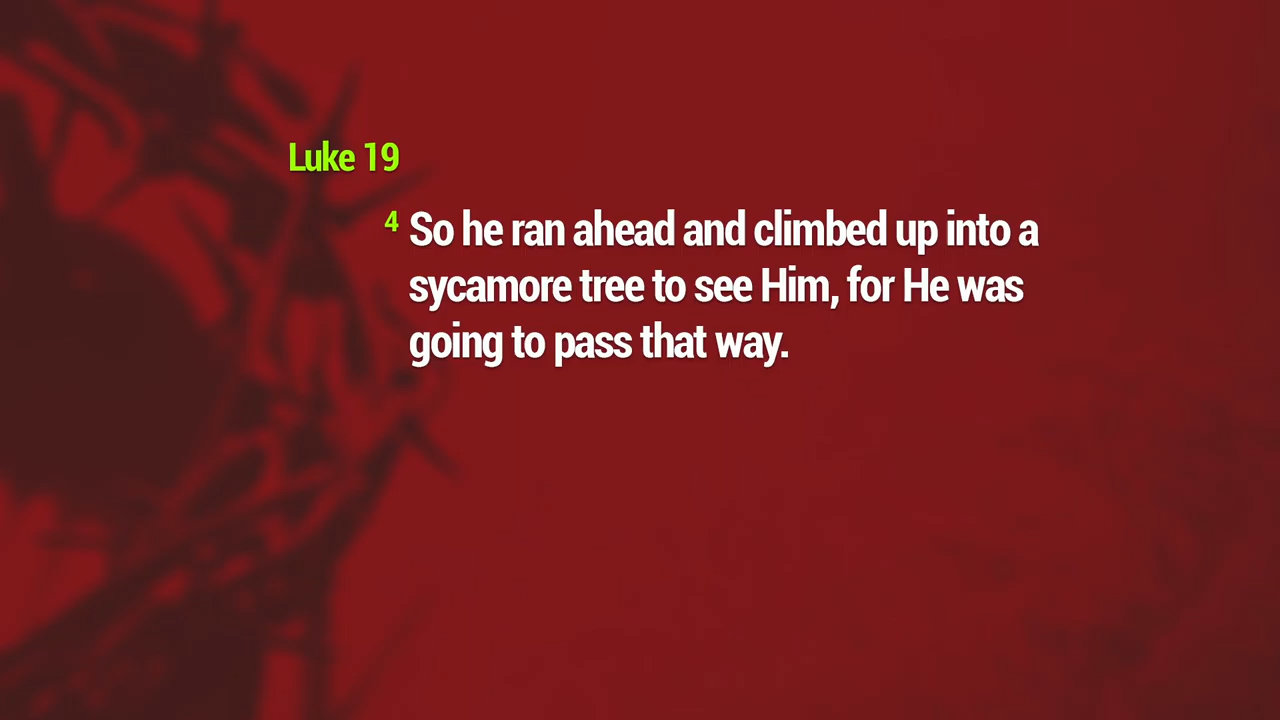 Luke 19
4 So he ran ahead and climbed up into a
sycamore tree to see Him, for He was
going to pass that way.